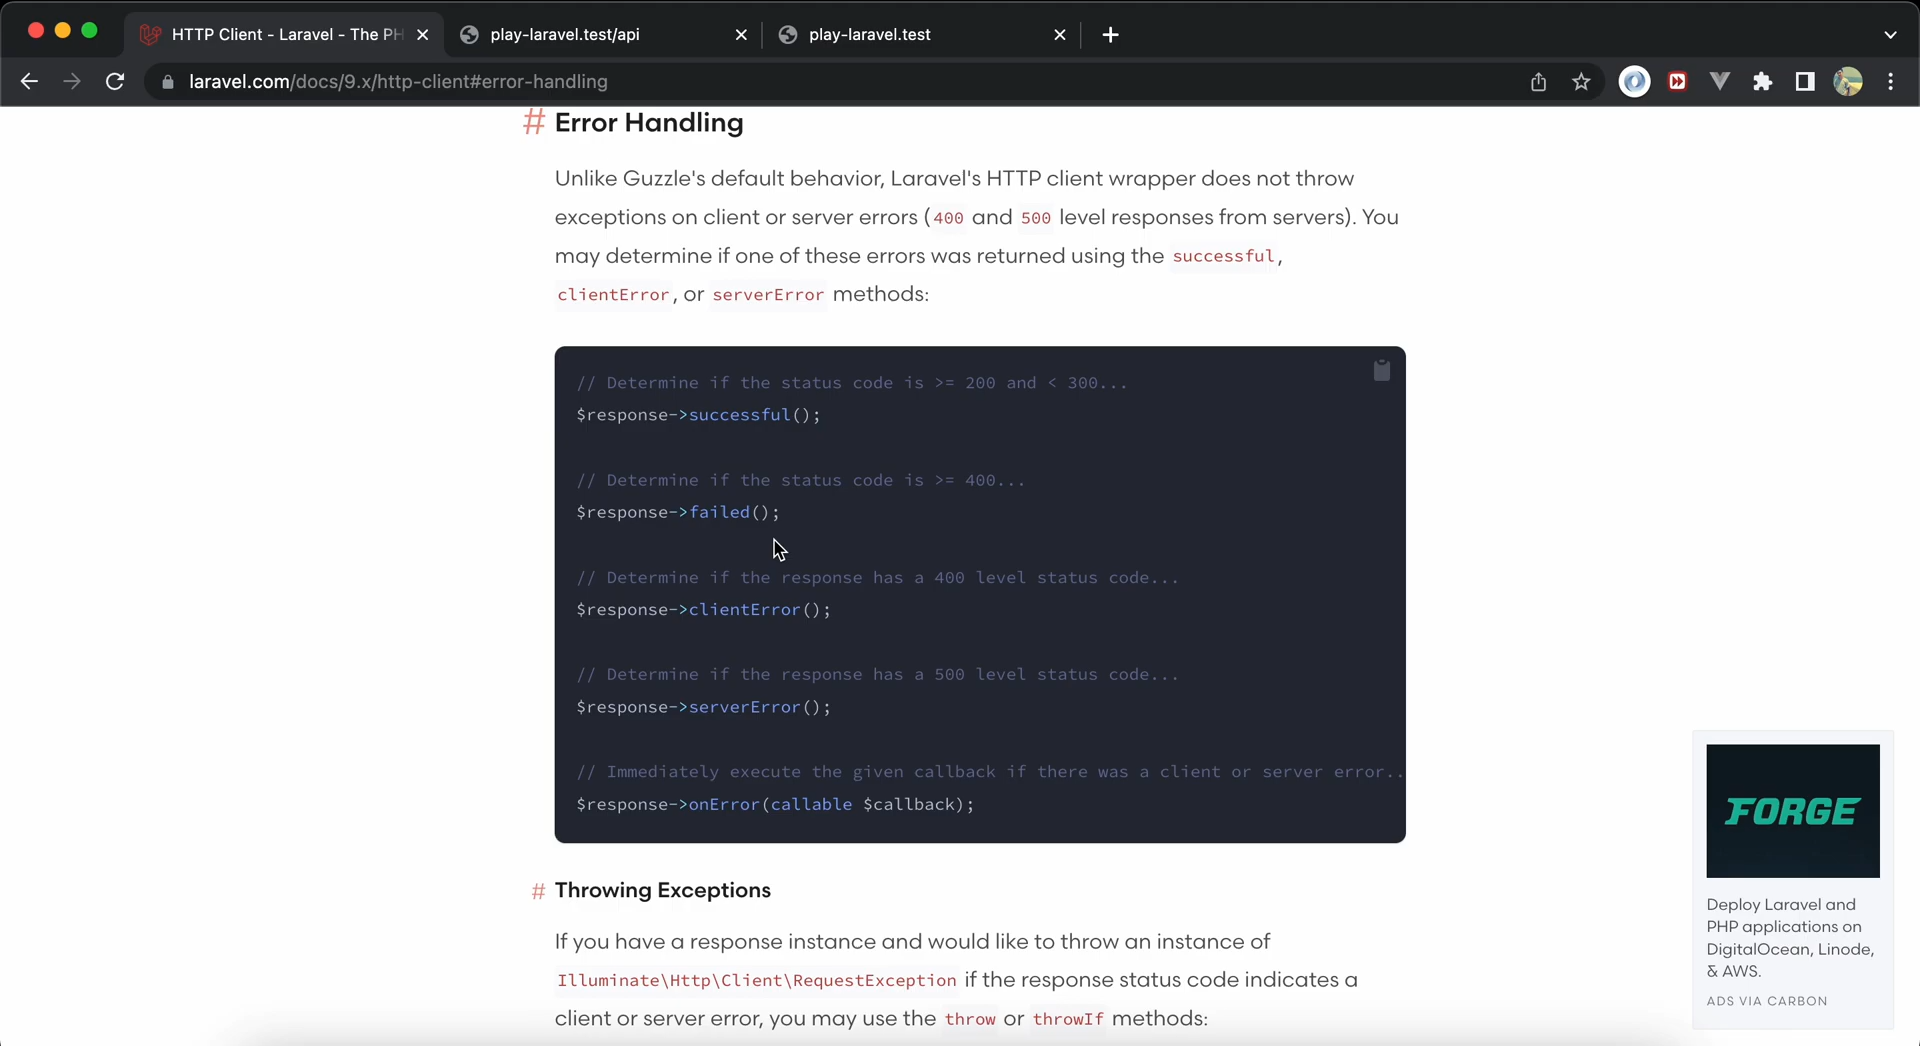 HTTP Client - Laravel - The PH
play-laravel.test/api
play-laravel.test
laravel.com/docs/9.x/http-client#error-handling
# Error Handling
Unlike Guzzle's default behavior, Laravel's HTTP client wrapper does not throw
exceptions on client or server errors ( 400 and 500 level responses from servers). You
may determine if one of these errors was returned using the successful ,
clientError , or serverError methods:
// Determine if the status code is >= 200 and < 300...
$response->successful();
// Determine if the status code is >= 400...
$response->failed();
// Determine if the response has a 400 level status code...
$response->clientError();
// Determine if the response has a 500 level status code...
$response->serverError();
// Immediately execute the given callback if there was a client or server error..
$response->onError(callable $callback);
# Throwing Exceptions
If you have a response instance and would like to throw an instance of
Illuminate\Http\Client\RequestException if the response status code indicates a
client or server error, you may use the throw or throwIf methods:
FORGE
Deploy Laravel and
PHP applications on
DigitalOcean, Linode,
& AWS.
ADS VIA CARBON